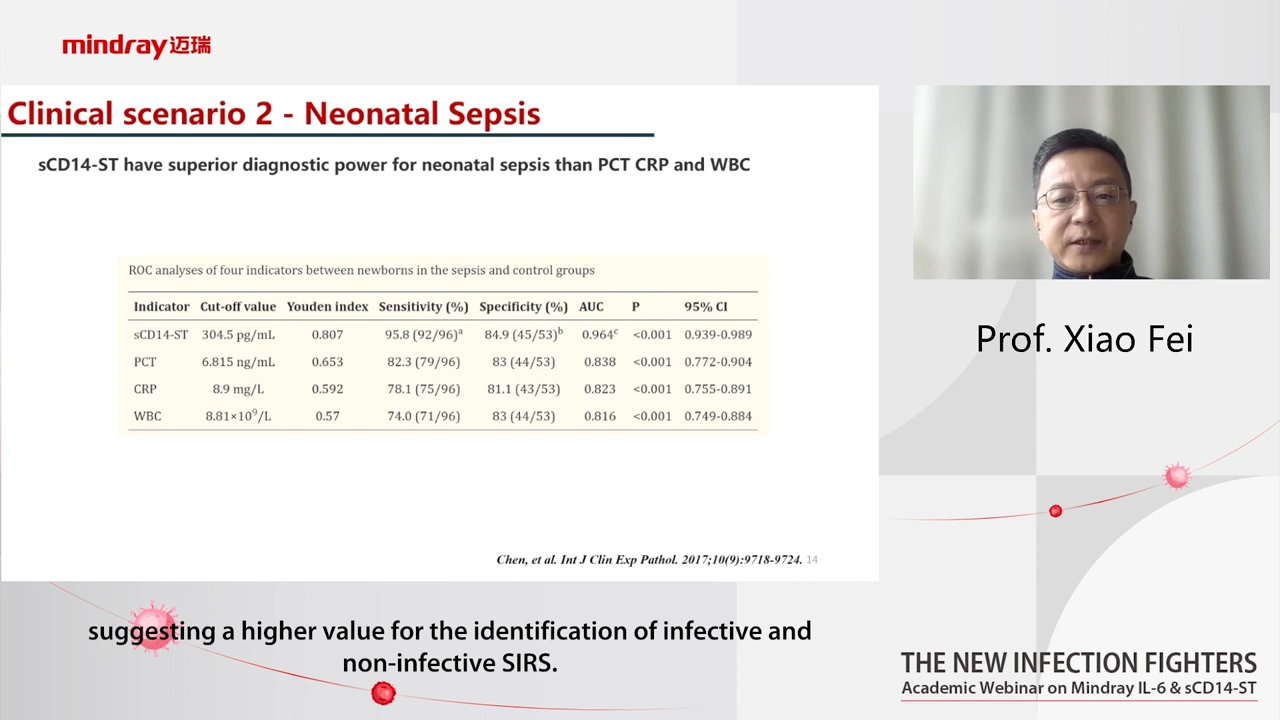 mindray迈瑞
Clinical scenario 2 - Neonatal Sepsis
sCD14-ST have superior diagnostic power for neonatal sepsis than PCT CRP and WBC
ROC analyses of four indicators between newborns in the sepsis and control groups
Indicator Cut-off value Youden index Sensitivity (%) Specificity (%) AUC P 95% CI
sCD14-ST 304.5 pg/mL 0.807 95.8 (92/96)ᵃ 84.9 (45/53)ᵇ 0.964ᶜ <0.001 0.939-0.989
PCT 6.815 ng/mL 0.653 82.3 (79/96) 83 (44/53) 0.838 <0.001 0.772-0.904
CRP 8.9 mg/L 0.592 78.1 (75/96) 81.1 (43/53) 0.823 <0.001 0.755-0.891
WBC 8.81×10⁹/L 0.57 74.0 (71/96) 83 (44/53) 0.816 <0.001 0.749-0.884
Chen, et al. Int J Clin Exp Pathol. 2017;10(9):9718-9724. 14
Prof. Xiao Fei
suggesting a higher value for the identification of infective and
non-infective SIRS.
THE NEW INFECTION FIGHTERS
Academic Webinar on Mindray IL-6 & sCD14-ST